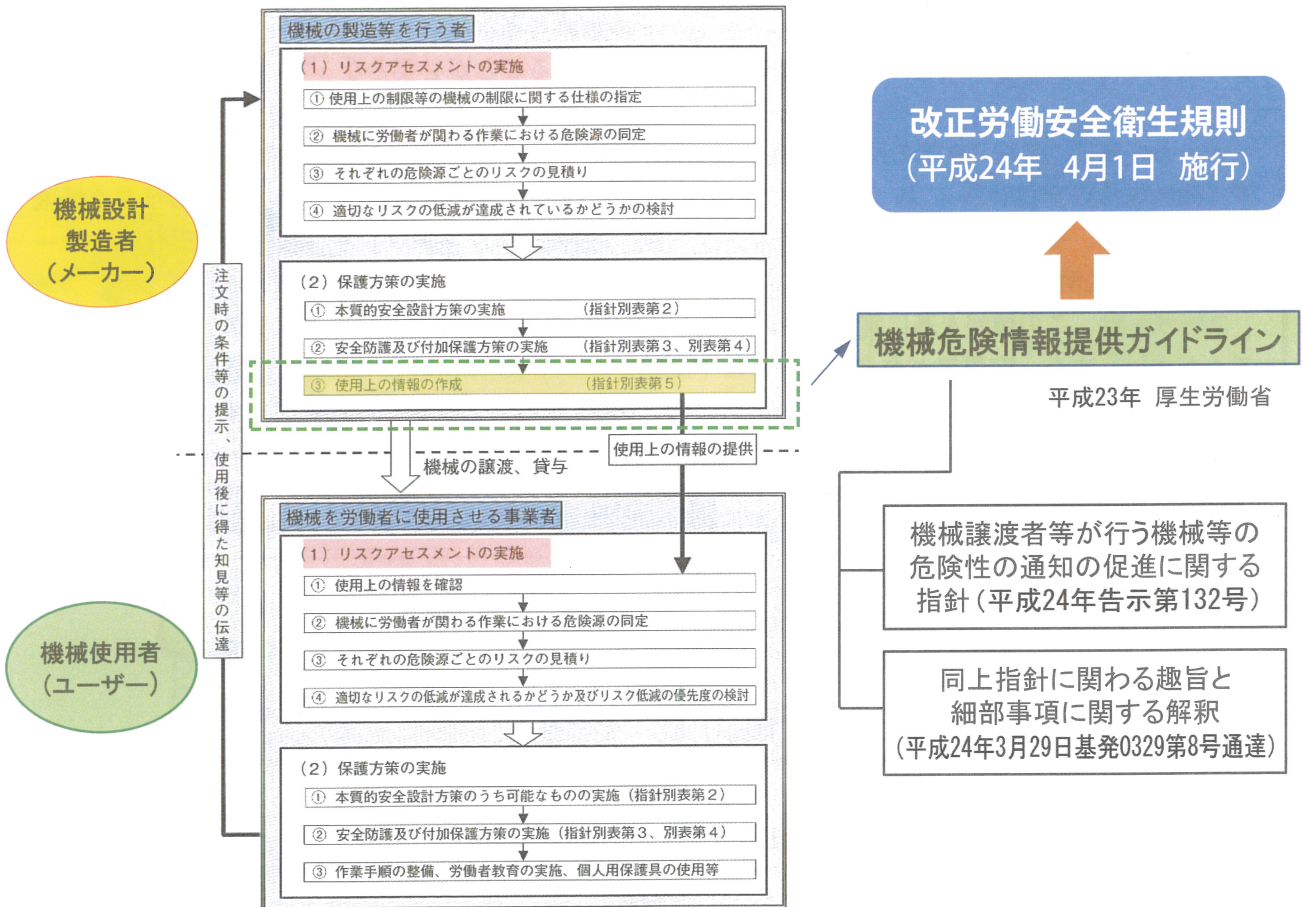 機械の製造等を行う者
(1) リスクアセスメントの実施
① 使用上の制限等の機械の制限に関する仕様の指定
② 機械に労働者が関わる作業における危険源の同定
③ それぞれの危険源ごとのリスクの見積り
④ 適切なリスクの低減が達成されているかどうかの検討
(2) 保護方策の実施
① 本質的安全設計方策の実施 (指針別表第2)
② 安全防護及び付加保護方策の実施 (指針別表第3、別表第4)
③ 使用上の情報の作成 (指針別表第5)
機械設計
製造者
(メーカー)
注文時の条件等の提示、使用後に得た知見等の伝達
機械の譲渡、貸与
使用上の情報の提供
機械を労働者に使用させる事業者
(1) リスクアセスメントの実施
① 使用上の情報を確認
② 機械に労働者が関わる作業における危険源の同定
③ それぞれの危険源ごとのリスクの見積り
④ 適切なリスクの低減が達成されるかどうか及びリスク低減の優先度の検討
(2) 保護方策の実施
① 本質的安全設計方策のうち可能なものの実施 (指針別表第2)
② 安全防護及び付加保護方策の実施 (指針別表第3、別表第4)
③ 作業手順の整備、労働者教育の実施、個人用保護具の使用等
機械使用者
(ユーザー)
改正労働安全衛生規則
(平成24年 4月1日 施行)
機械危険情報提供ガイドライン
平成23年 厚生労働省
機械譲渡者等が行う機械等の
危険性の通知の促進に関する
指針(平成24年告示第132号)
同上指針に関わる趣旨と
細部事項に関する解釈
(平成24年3月29日基発0329第8号通達)